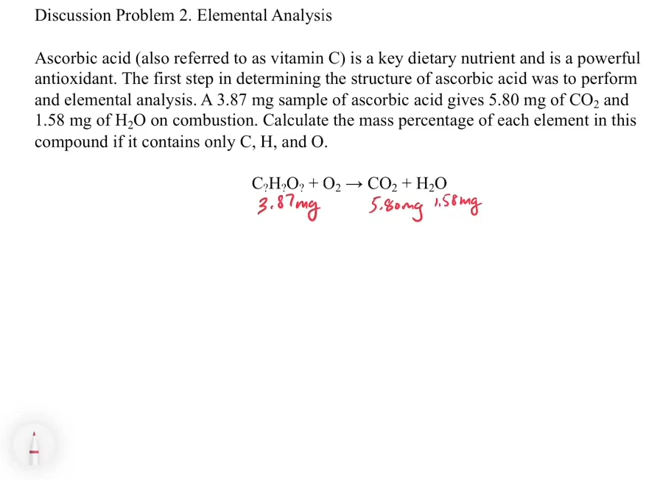 Discussion Problem 2. Elemental Analysis
Ascorbic acid (also referred to as vitamin C) is a key dietary nutrient and is a powerful
antioxidant. The first step in determining the structure of ascorbic acid was to perform
and elemental analysis. A 3.87 mg sample of ascorbic acid gives 5.80 mg of CO₂ and
1.58 mg of H₂O on combustion. Calculate the mass percentage of each element in this
compound if it contains only C, H, and O.
C?H?O? + O₂ → CO₂ + H₂O
3.87mg 5.80mg 1.58mg